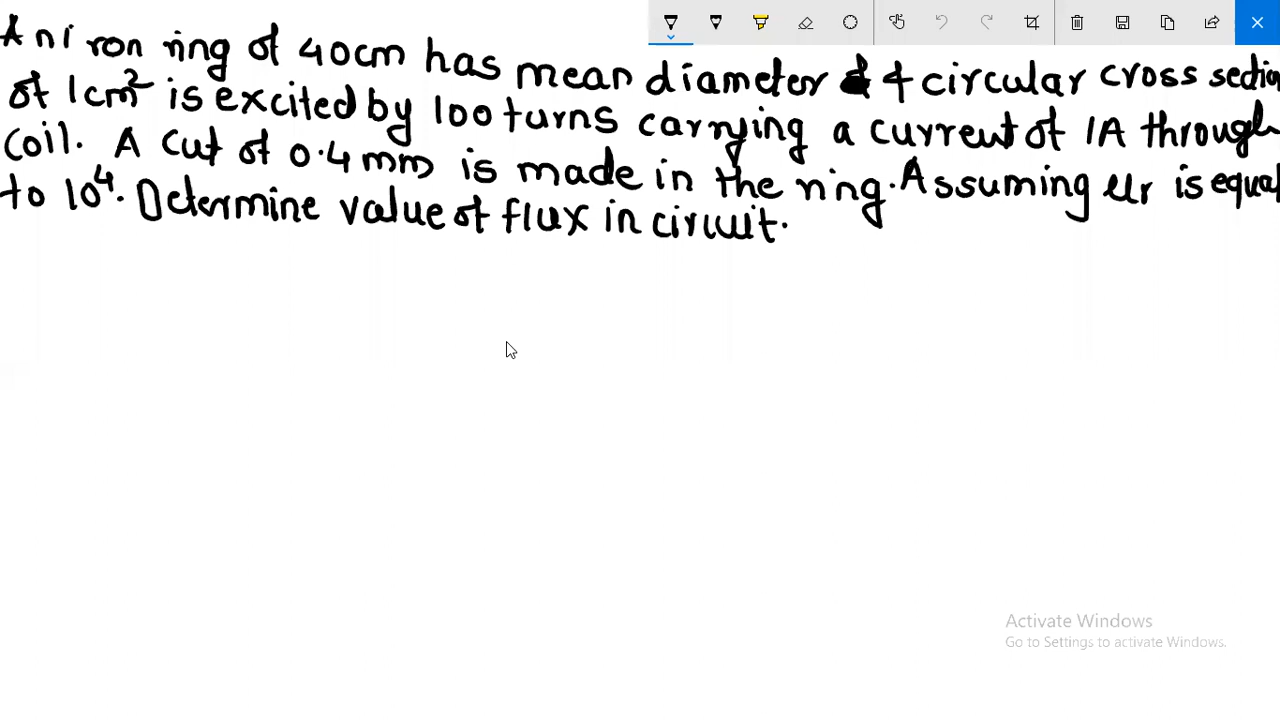 An iron ring of 40cm has mean diameter & circular cross section
of 1cm² is excited by 100 turns carrying a current of 1A through
coil. A cut of 0.4mm is made in the ring. Assuming μr is equal
to 10⁴. Determine value of flux in circuit.
Activate Windows
Go to Settings to activate Windows.